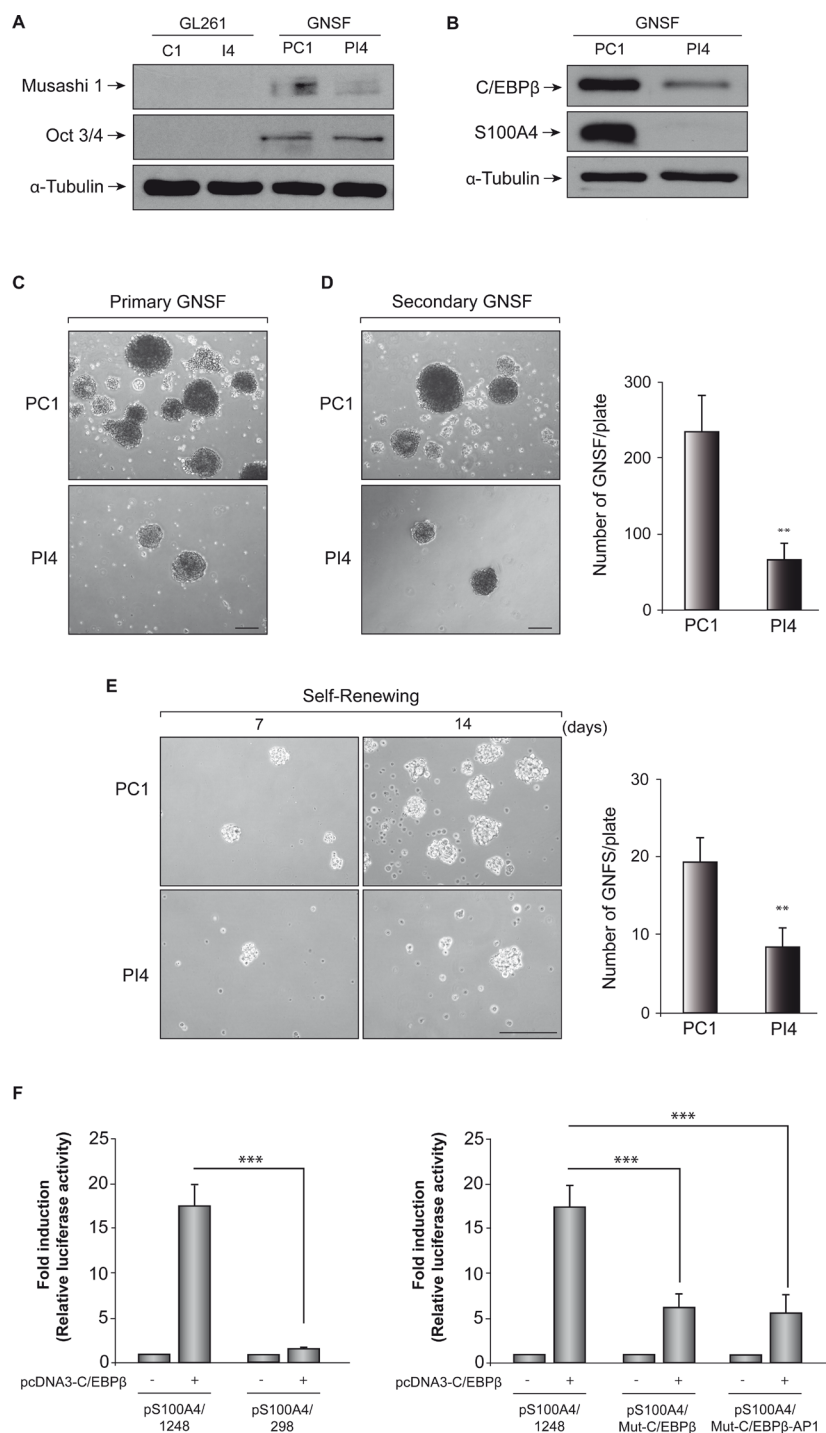 A
GL261
GNSF
C1
I4
PC1
PI4
Musashi 1
Oct 3/4
α-Tubulin
B
GNSF
PC1
PI4
C/EBPβ
S100A4
α-Tubulin
C
Primary GNSF
PC1
PI4
D
Secondary GNSF
PC1
PI4
Number of GNSF/plate
300
200
100
0
**
PC1
PI4
E
Self-Renewing
7
14
(days)
PC1
PI4
Number of GNFS/plate
30
20
10
0
**
PC1
PI4
F
Fold induction
(Relative luciferase activity)
25
20
15
10
5
0
***
pcDNA3-C/EBPβ
-
+
-
+
pS100A4/
1248
pS100A4/
298
Fold induction
(Relative luciferase activity)
25
20
15
10
5
0
***
***
pcDNA3-C/EBPβ
-
+
-
+
-
+
pS100A4/
1248
pS100A4/
Mut-C/EBPβ
pS100A4/
Mut-C/EBPβ-AP1